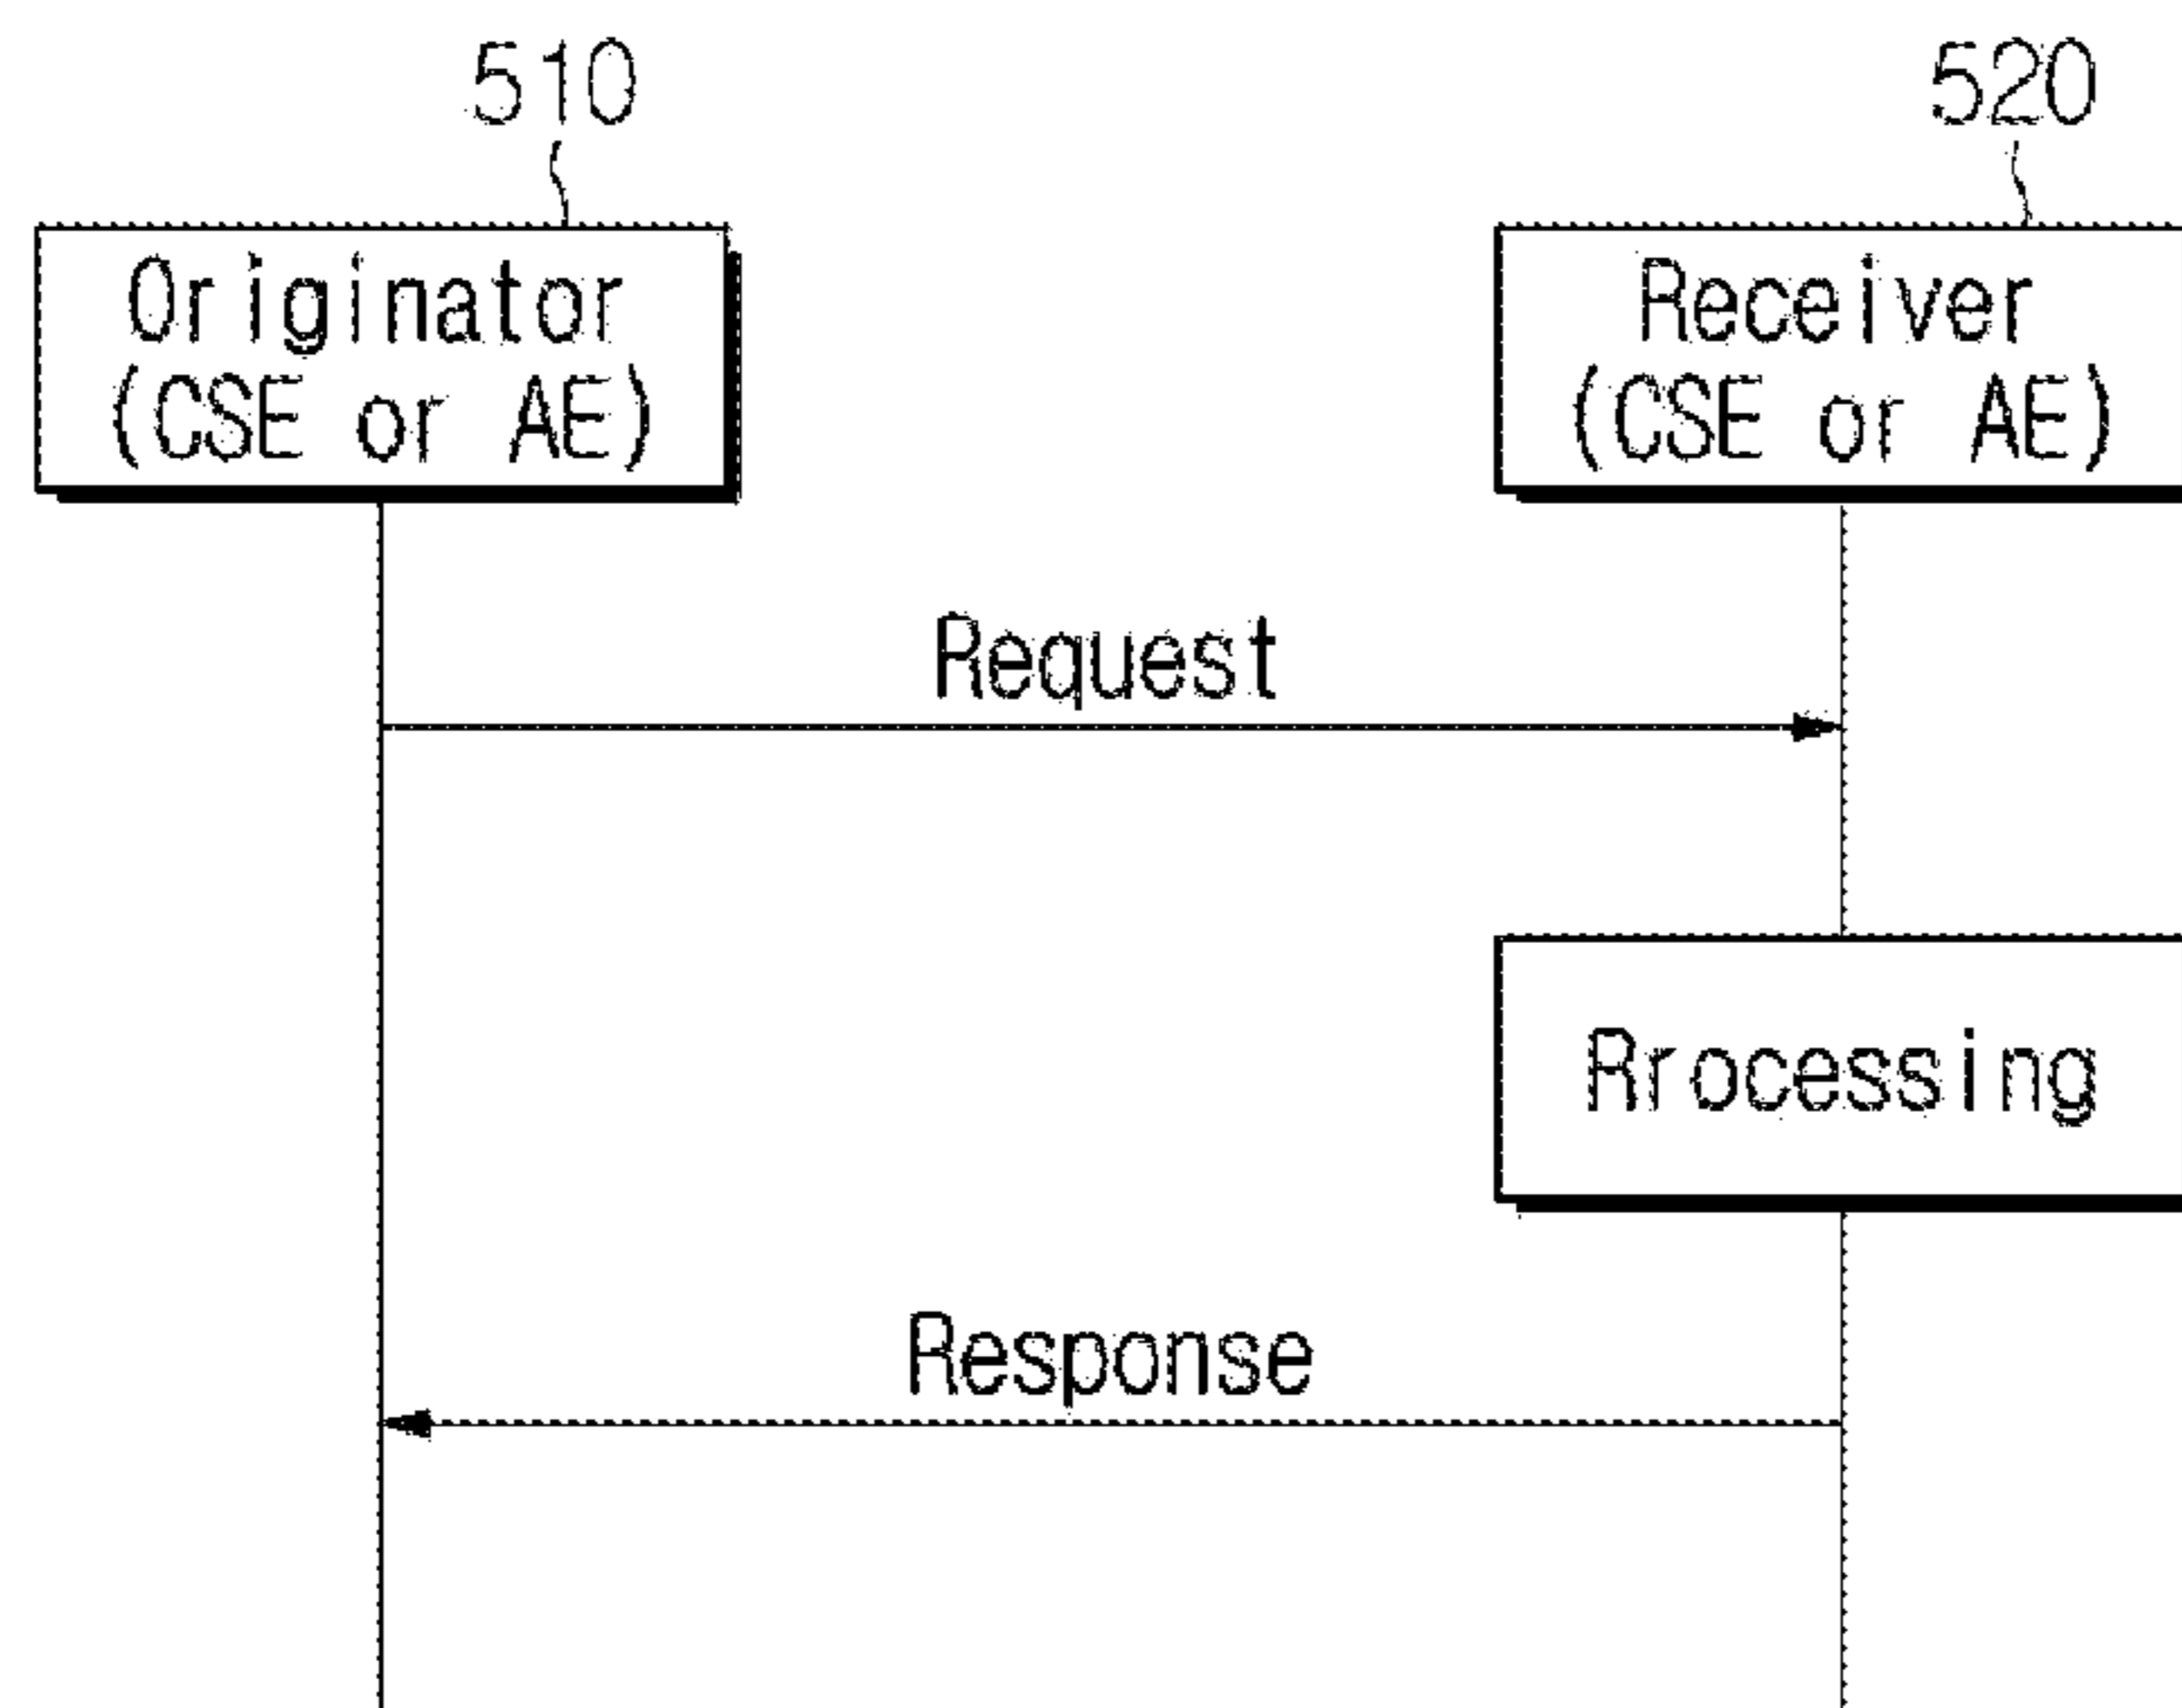 510
520
Originator
(CSE or AE)
Receiver
(CSE or AE)
Request
Rrocessing
Response